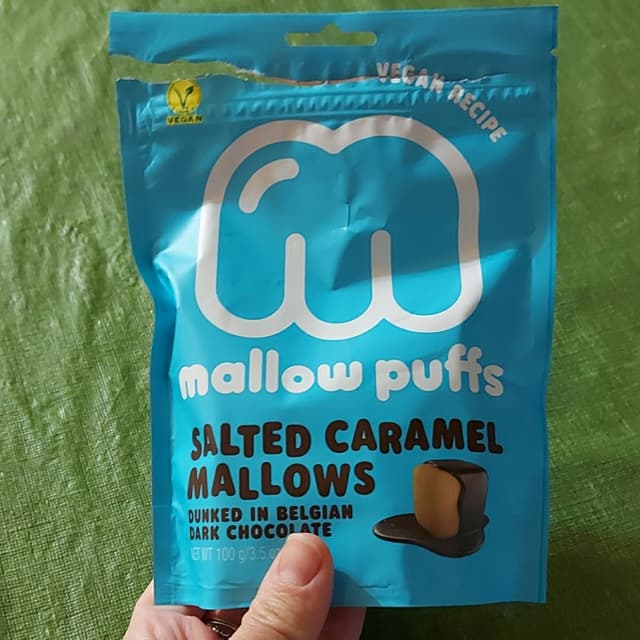 VEGAN RECIPE
VEGAN
mallow puffs
SALTED CARAMEL
MALLOWS
DUNKED IN BELGIAN
DARK CHOCOLATE
NET WT 100 g/3.5 oz